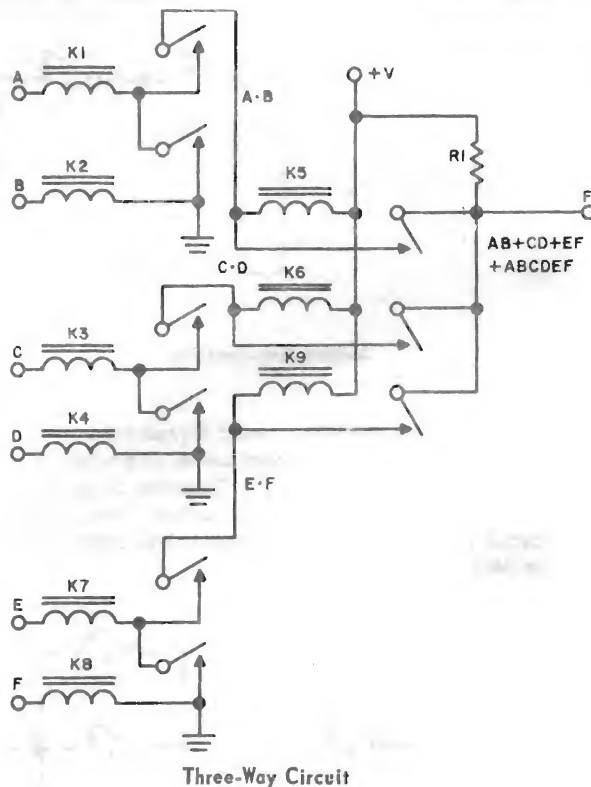 K1
A
A·B
+V
K2
B
K5
R1
F
AB+CD+EF
+ABCDEF
C·D
K6
K3
C
K9
K4
D
E·F
K7
E
K8
F
Three-Way Circuit